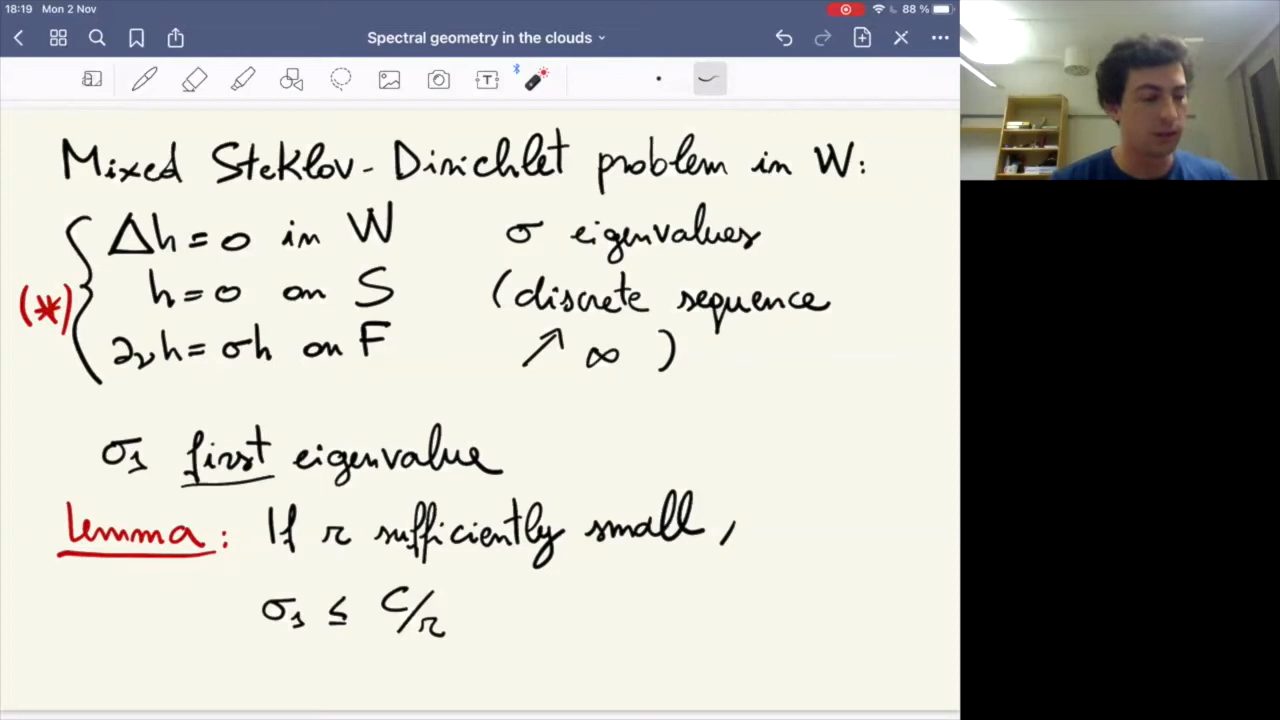 18:19 Mon 2 Nov
88 %
Spectral geometry in the clouds
T
Mixed Steklov-Dirichlet problem in W:
(*) { Δh = 0 in W
h = 0 on S
∂νh = σh on F
σ eigenvalues
(discrete sequence
↗ ∞ )
σ₁ first eigenvalue
Lemma: If r sufficiently small,
σ₁ ≤ C/r